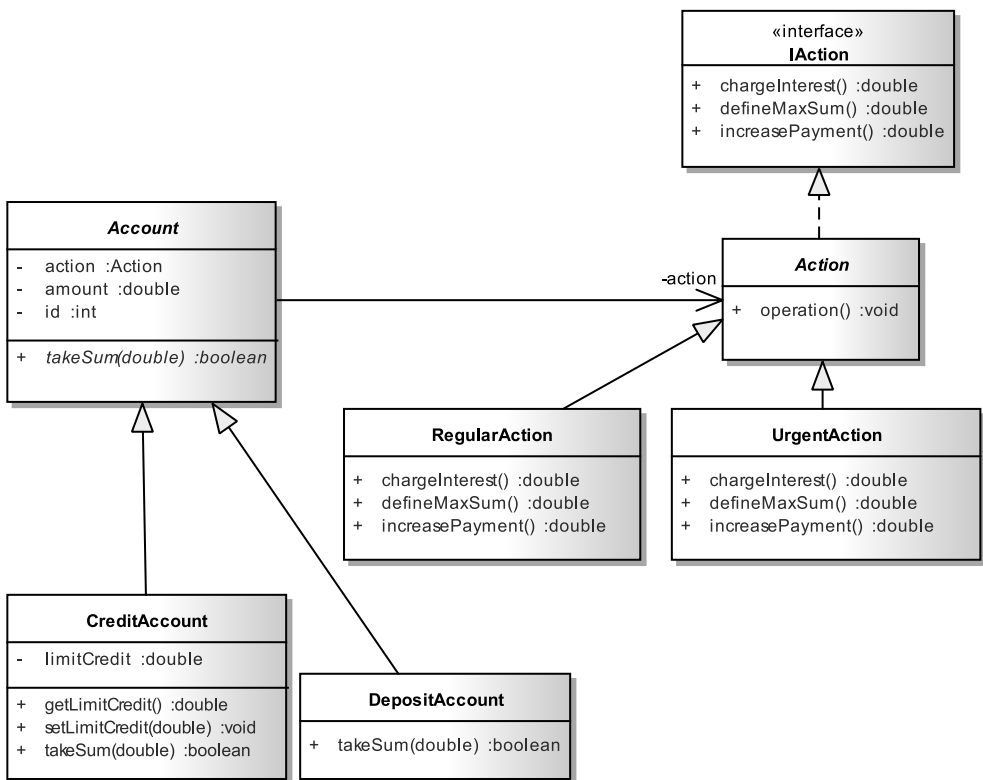 «interface»
IAction
+ chargeInterest() :double
+ defineMaxSum() :double
+ increasePayment() :double
Account
- action :Action
- amount :double
- id :int
+ takeSum(double) :boolean
-action
Action
+ operation() :void
RegularAction
+ chargeInterest() :double
+ defineMaxSum() :double
+ increasePayment() :double
UrgentAction
+ chargeInterest() :double
+ defineMaxSum() :double
+ increasePayment() :double
CreditAccount
- limitCredit :double
+ getLimitCredit() :double
+ setLimitCredit(double) :void
+ takeSum(double) :boolean
DepositAccount
+ takeSum(double) :boolean